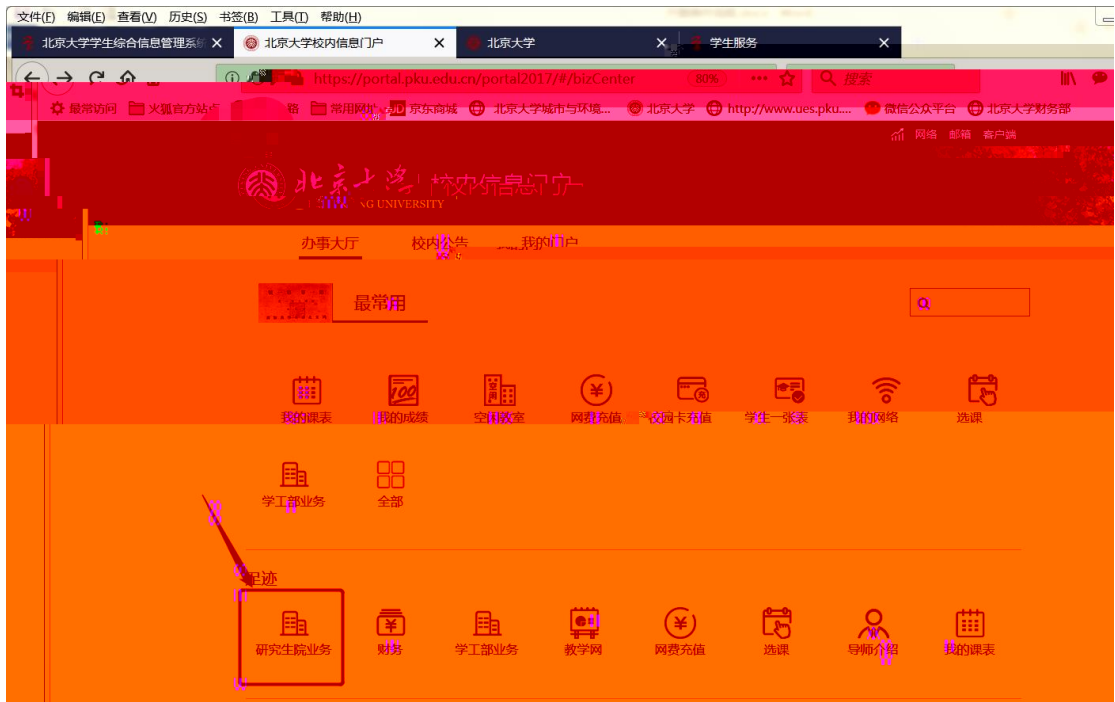 文件(F) 编辑(E) 查看(V) 历史(S) 书签(B) 工具(T) 帮助(H)
北京大学学生综合信息管理系统 北京大学校内信息门户 北京大学 学生服务
https://portal.pku.edu.cn/portal2017/#/bizCenter 80% 搜索
最常访问 火狐官方站点 常用网址 京东商城 北京大学城市与环境... 北京大学 http://www.ues.pku.... 微信公众平台 北京大学财务部
网络 邮箱 客户端
北京大学 校内信息门户
UNIVERSITY
办事大厅 校内公告 我的门户
最常用
我的课表 我的成绩 空闲教室 网费充值 校园卡充值 学生一张表 我的网络 选课
学工部业务 全部
足迹
研究生院业务 财务 学工部业务 教学网 网费充值 选课 导师介绍 我的课表